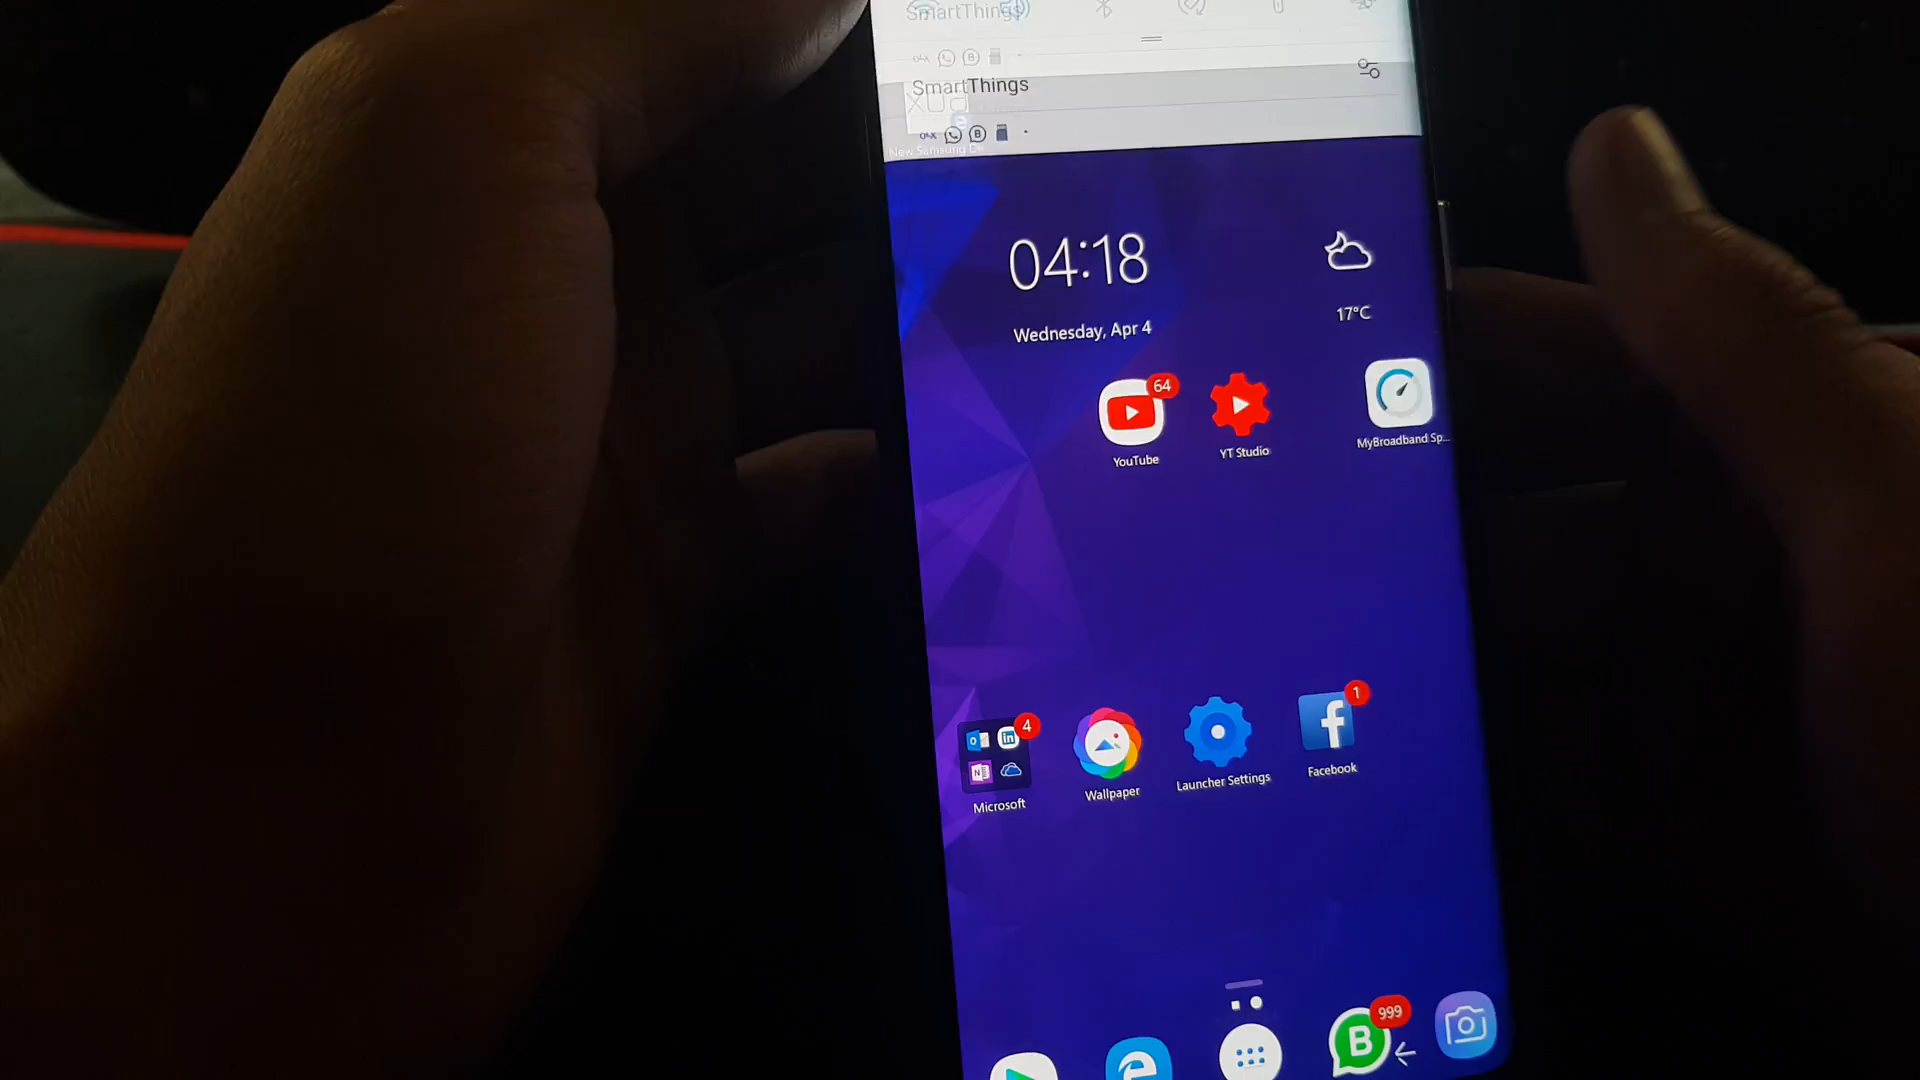 SmartThings
SmartThings
OLX
04:18
Wednesday, Apr 4
17°C
64
YouTube
YT Studio
MyBroadband Sp...
4
Microsoft
Wallpaper
Launcher Settings
1
Facebook
999
B